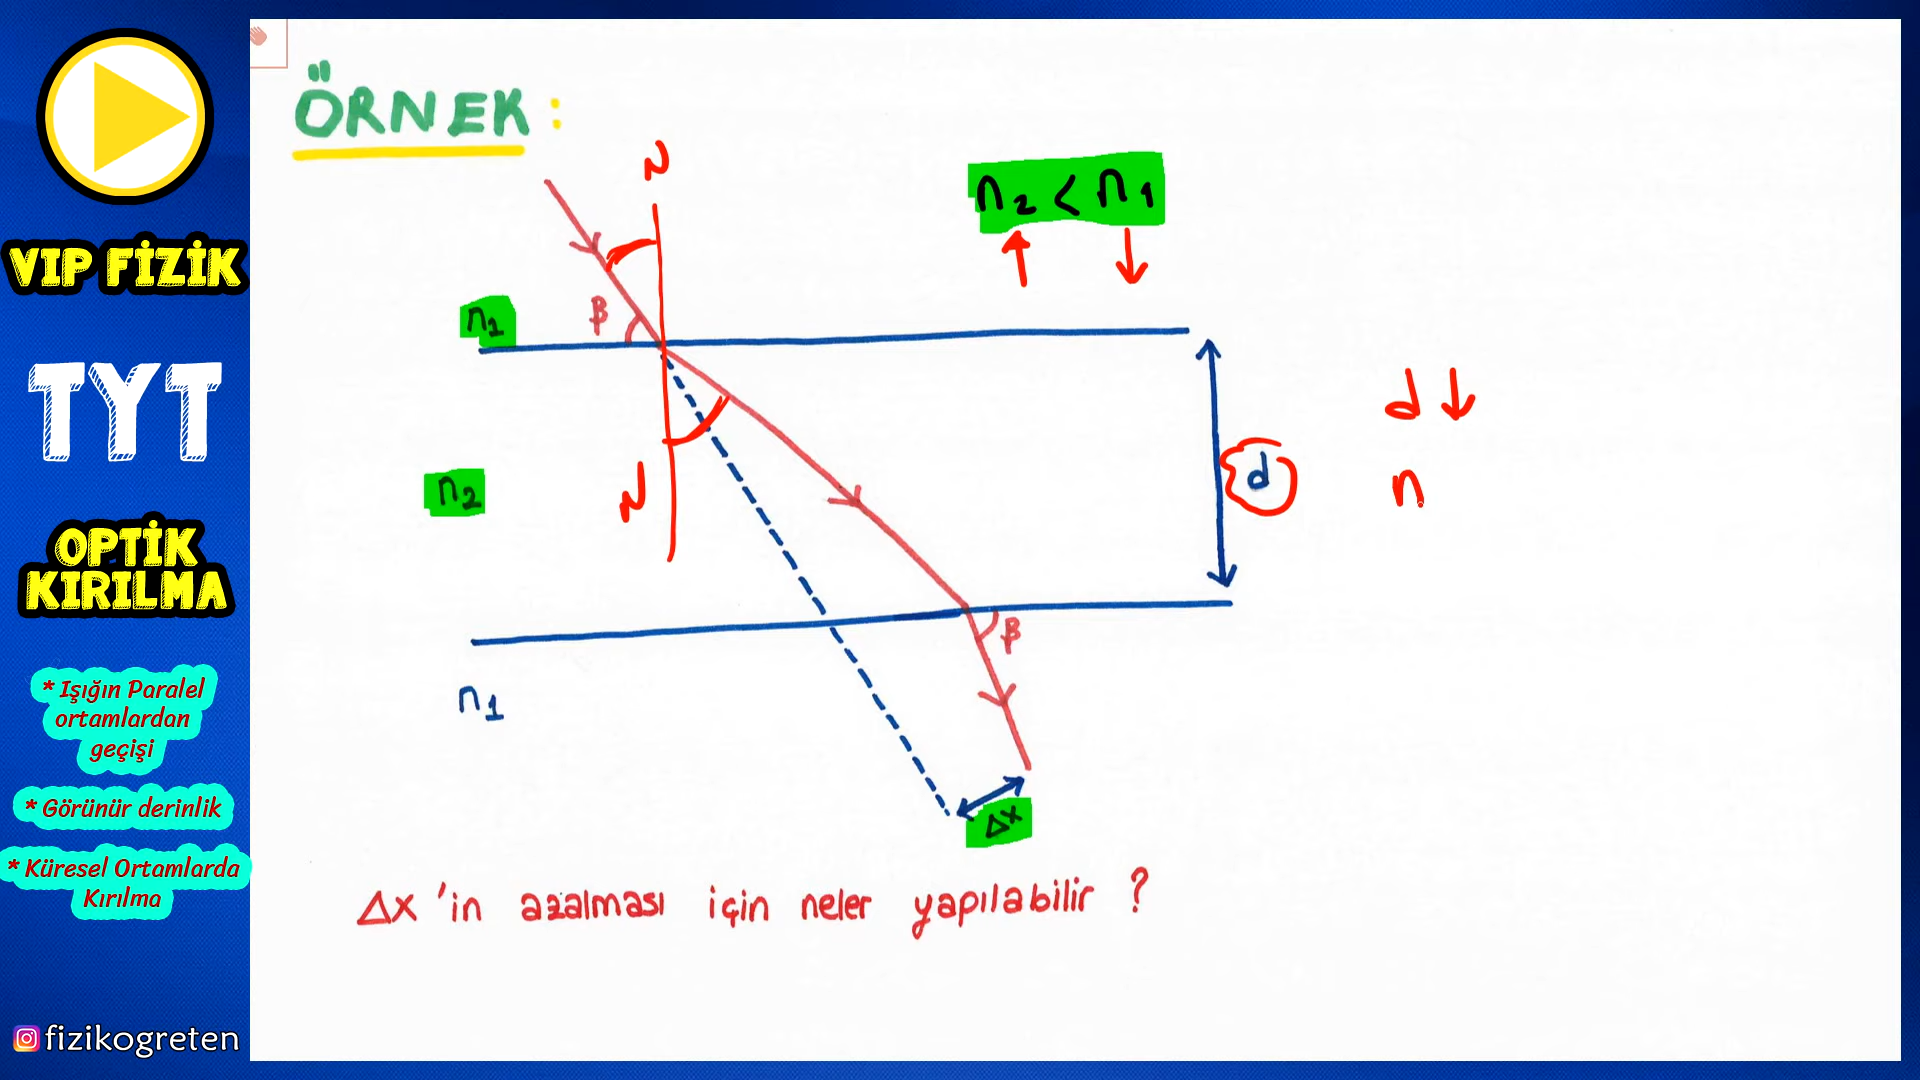 VIP FİZİK
TYT
OPTİK
KIRILMA
* Işığın Paralel
ortamlardan
geçişi
* Görünür derinlik
* Küresel Ortamlarda
Kırılma
fizikogreten
ÖRNEK :
N
n2 < n1
β
n1
d ↓
d
n
n2
N
β
n1
Δx
Δx 'in azalması için neler yapılabilir ?